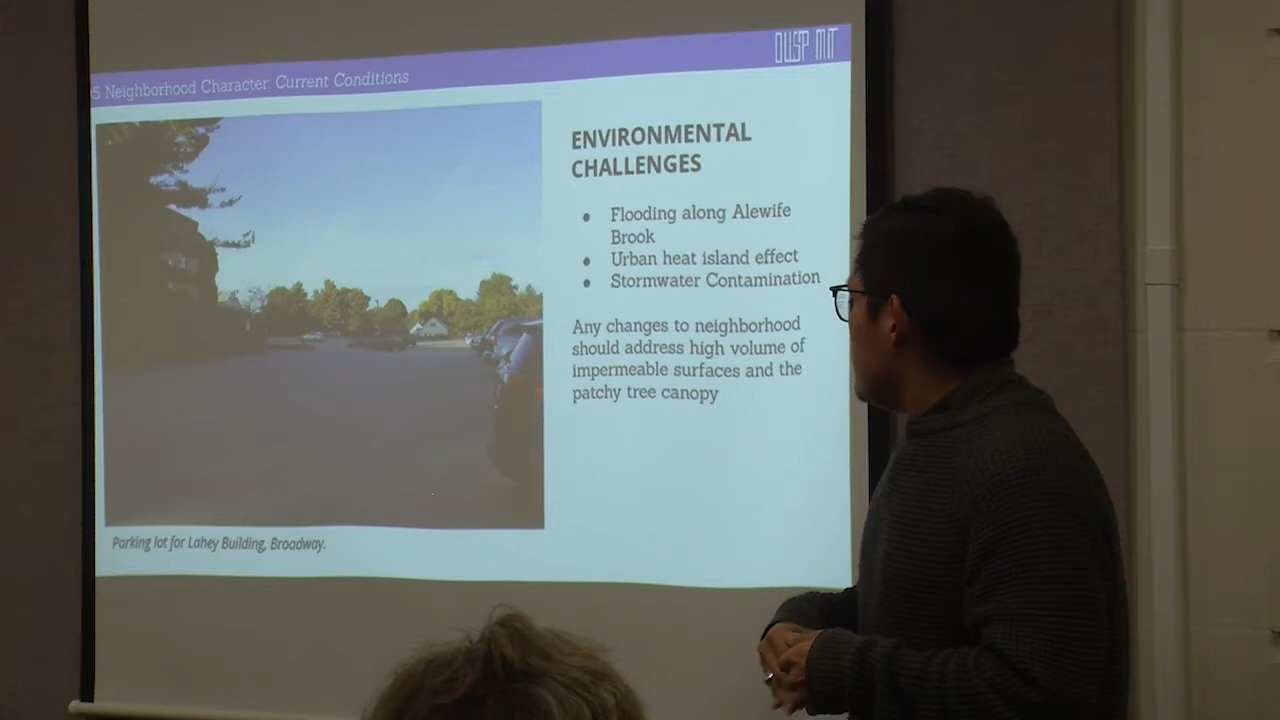 5 Neighborhood Character: Current Conditions
DUSP MIT
ENVIRONMENTAL
CHALLENGES
● Flooding along Alewife
Brook
● Urban heat island effect
● Stormwater Contamination
Any changes to neighborhood
should address high volume of
impermeable surfaces and the
patchy tree canopy
Parking lot for Lahey Building, Broadway.